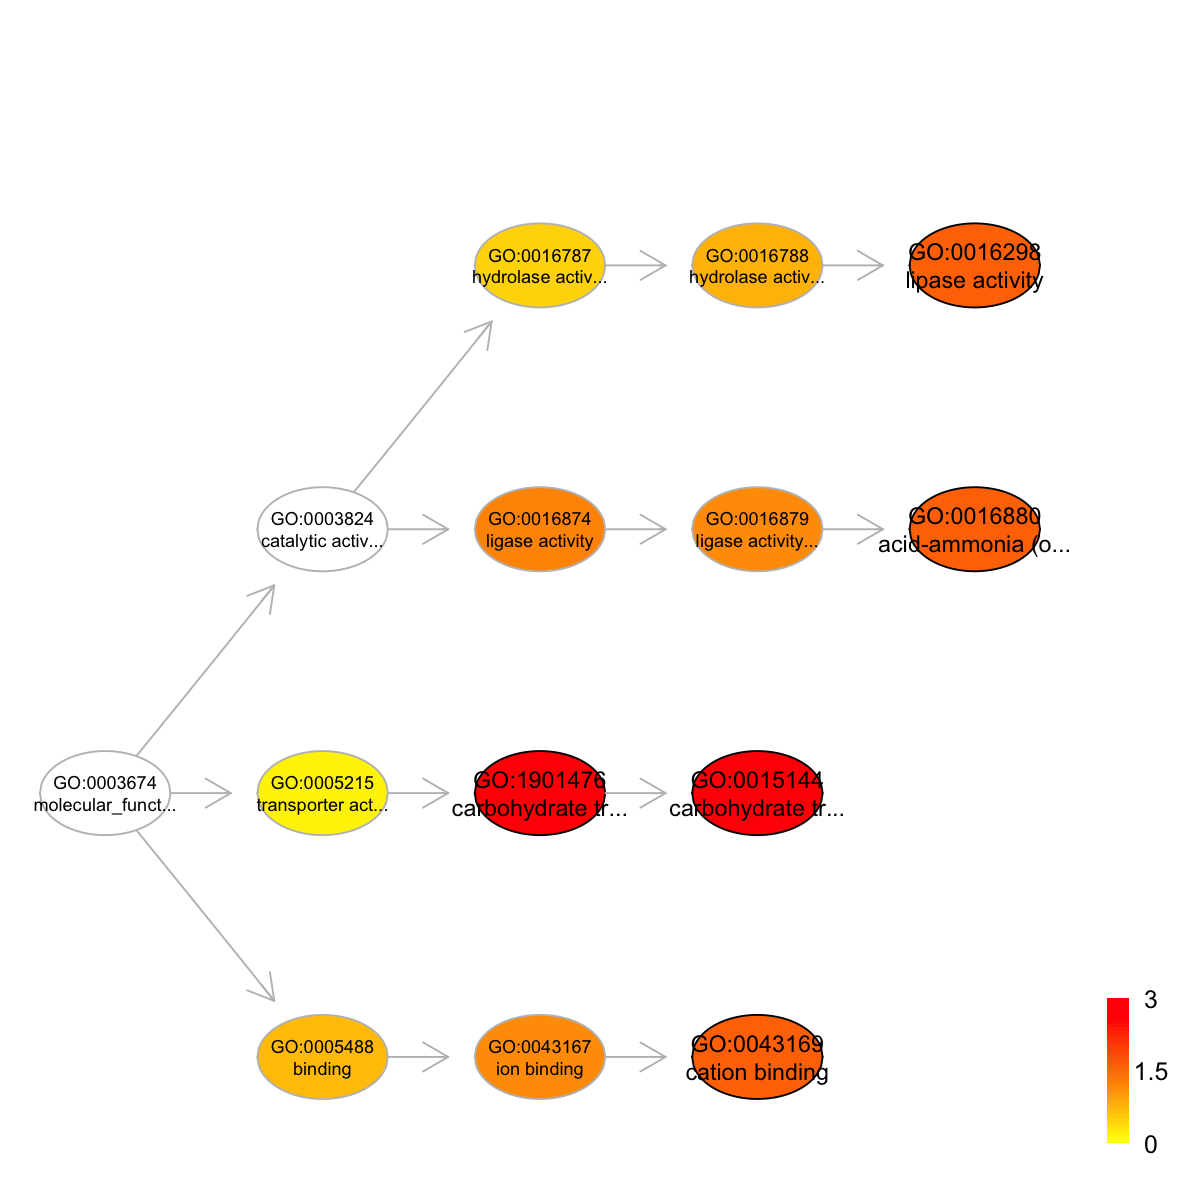 GO:0016787
hydrolase activ...
GO:0016788
hydrolase activ...
GO:0016298
lipase activity
GO:0003824
catalytic activ...
GO:0016874
ligase activity
GO:0016879
ligase activity...
GO:0016880
acid-ammonia (o...
GO:0003674
molecular_funct...
GO:0005215
transporter act...
GO:1901476
carbohydrate tr...
GO:0015144
carbohydrate tr...
GO:0005488
binding
GO:0043167
ion binding
GO:0043169
cation binding
3
1.5
0